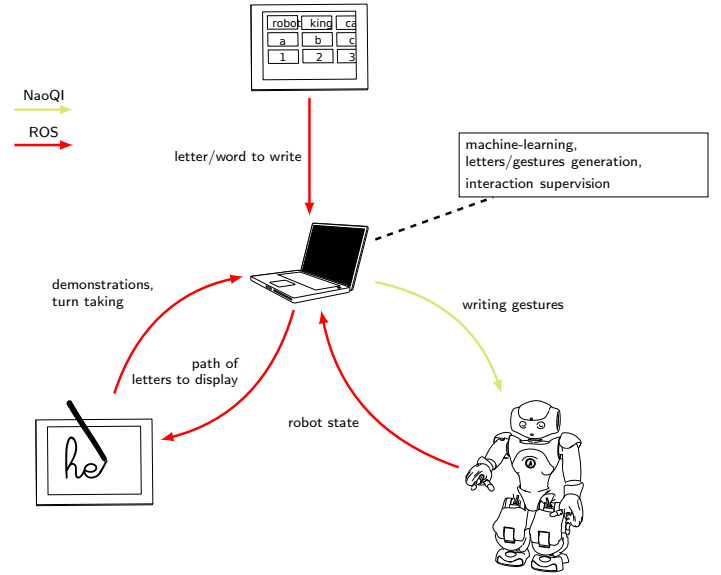 robot king ca
a b c
1 2 3
NaoQI
ROS
letter/word to write
machine-learning,
letters/gestures generation,
interaction supervision
demonstrations,
turn taking
writing gestures
path of
letters to display
robot state
he